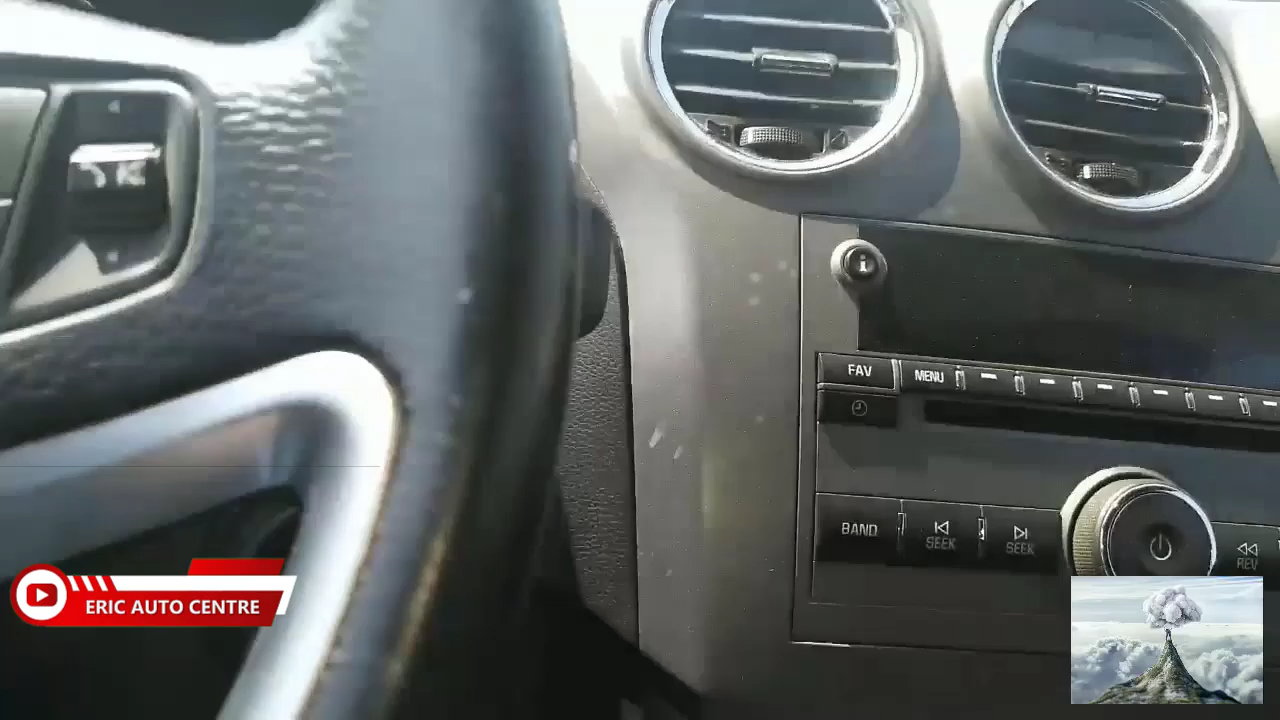 i
FAV
MENU
BAND
SEEK
SEEK
REV
ERIC AUTO CENTRE